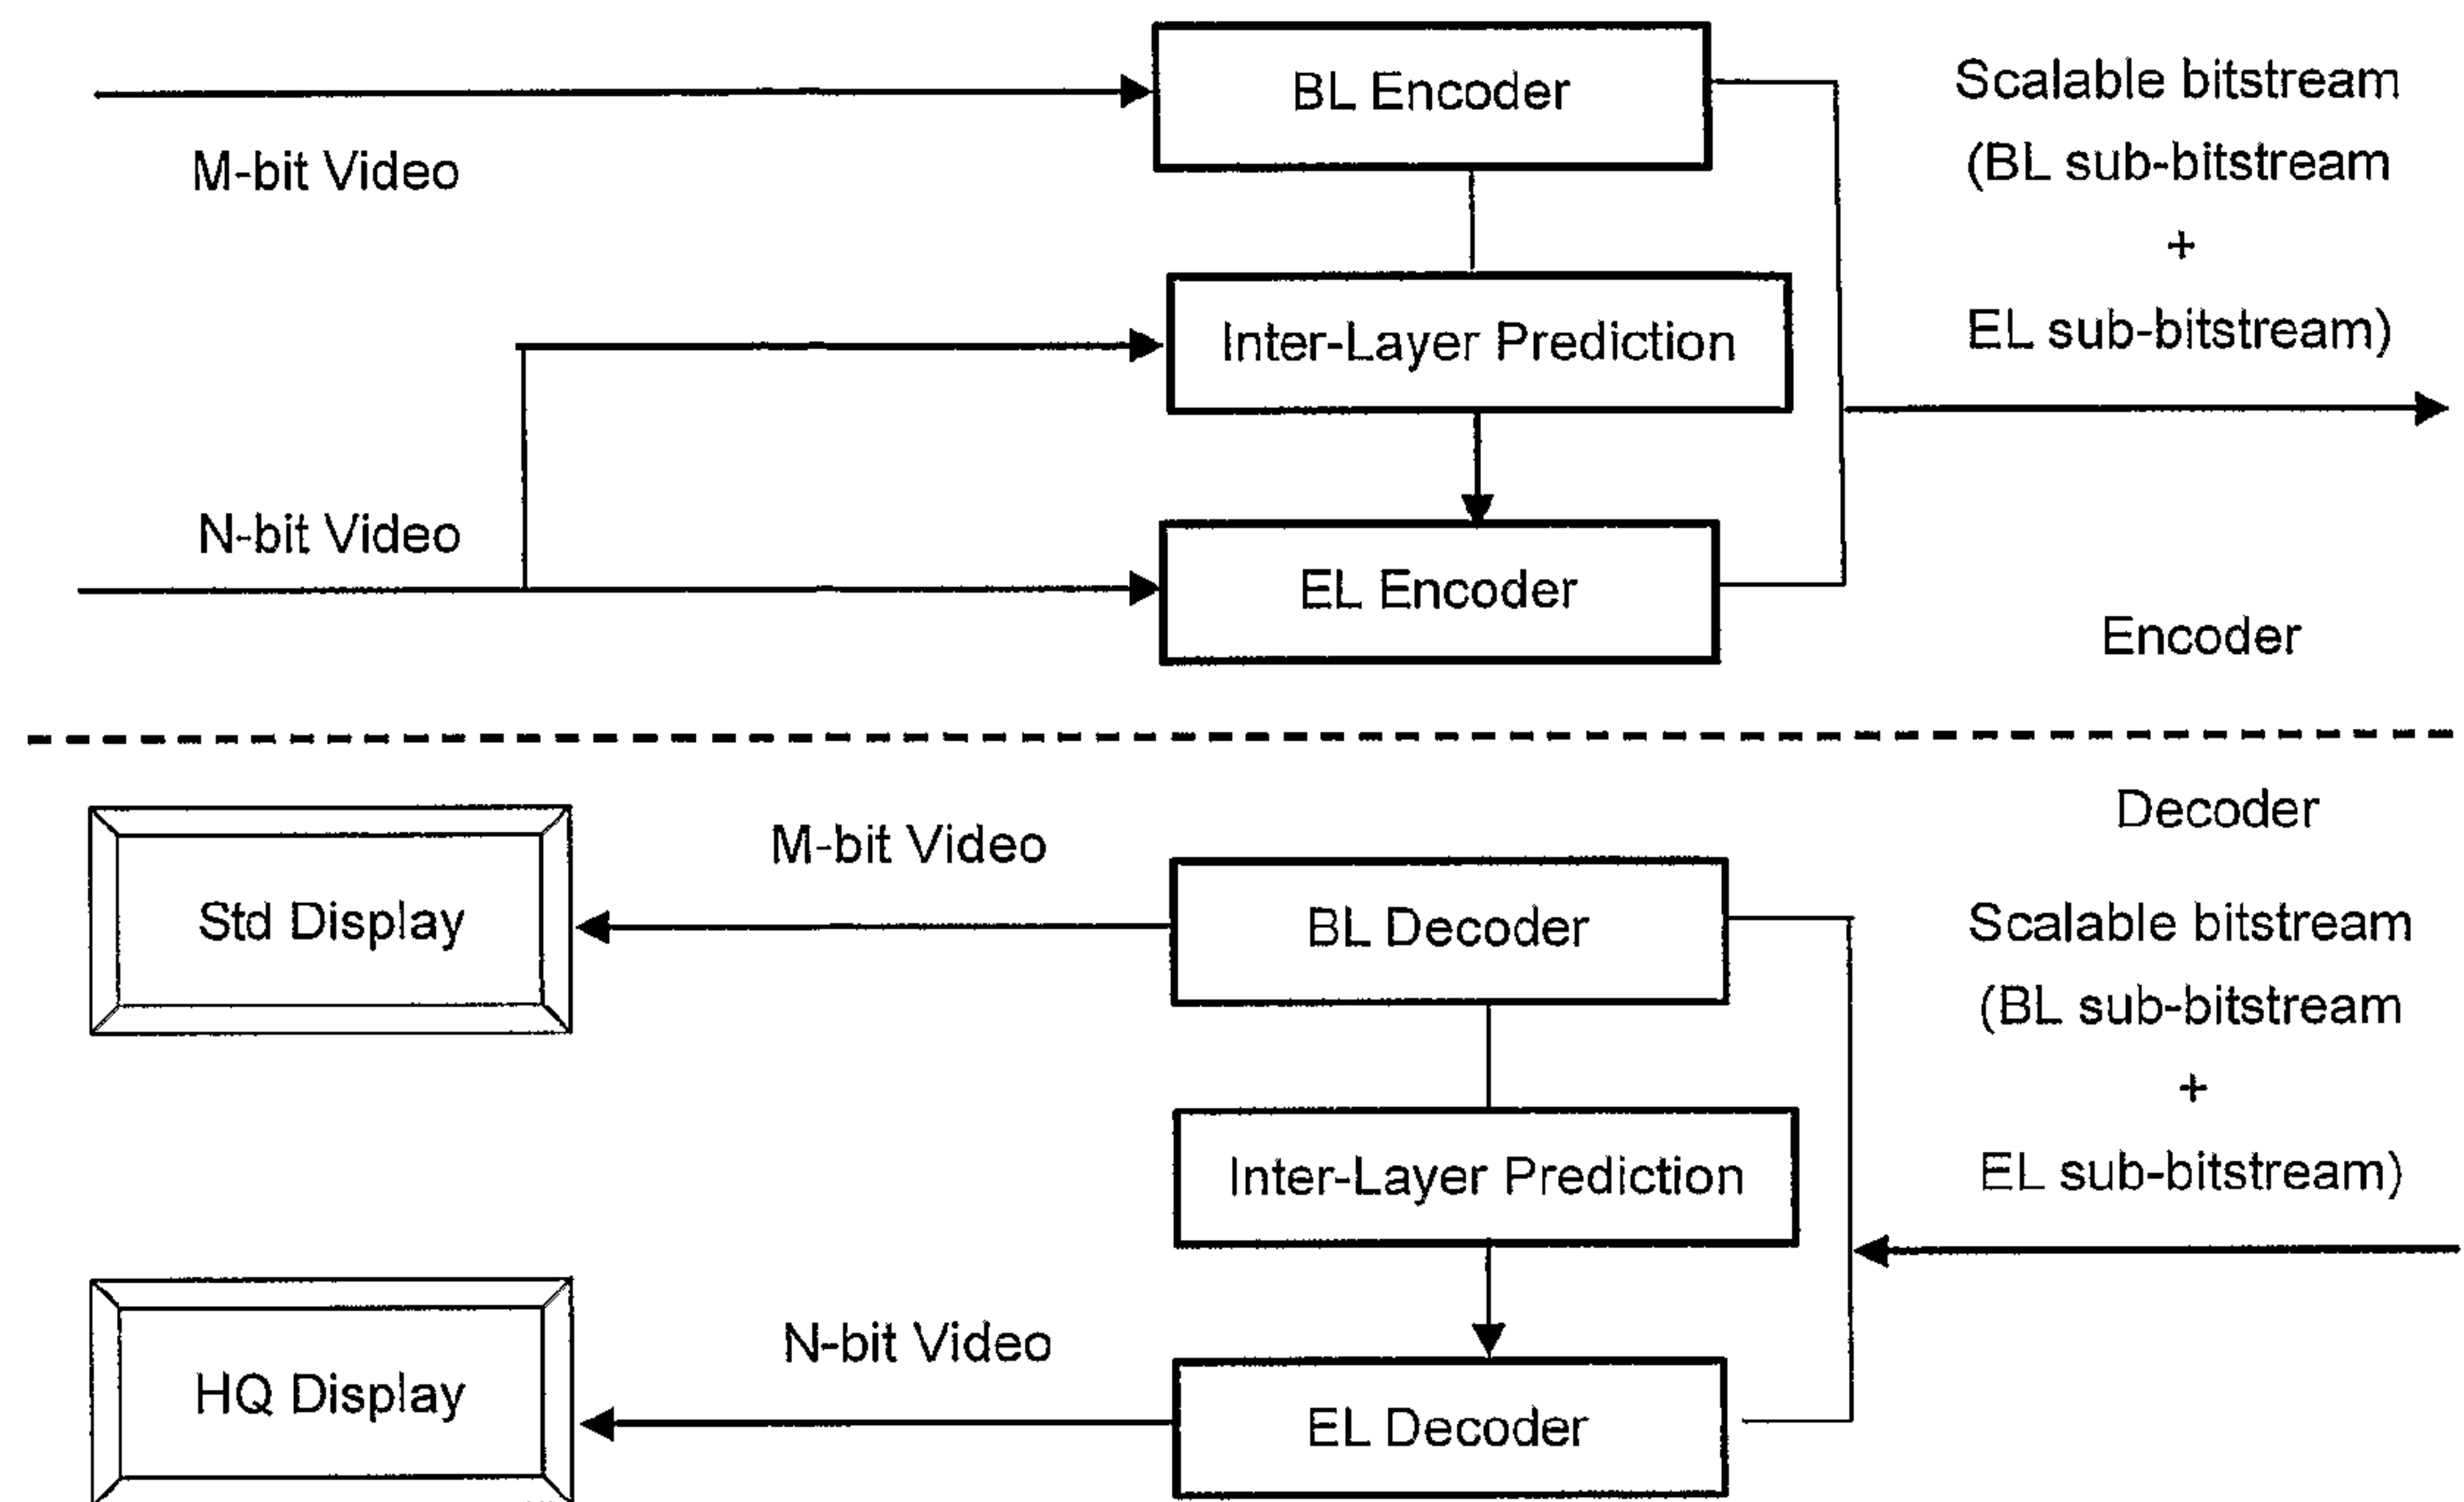 BL Encoder
M-bit Video
Scalable bitstream
(BL sub-bitstream
+
EL sub-bitstream)
Inter-Layer Prediction
N-bit Video
EL Encoder
Encoder
Decoder
Std Display
M-bit Video
BL Decoder
Scalable bitstream
(BL sub-bitstream
+
EL sub-bitstream)
Inter-Layer Prediction
HQ Display
N-bit Video
EL Decoder